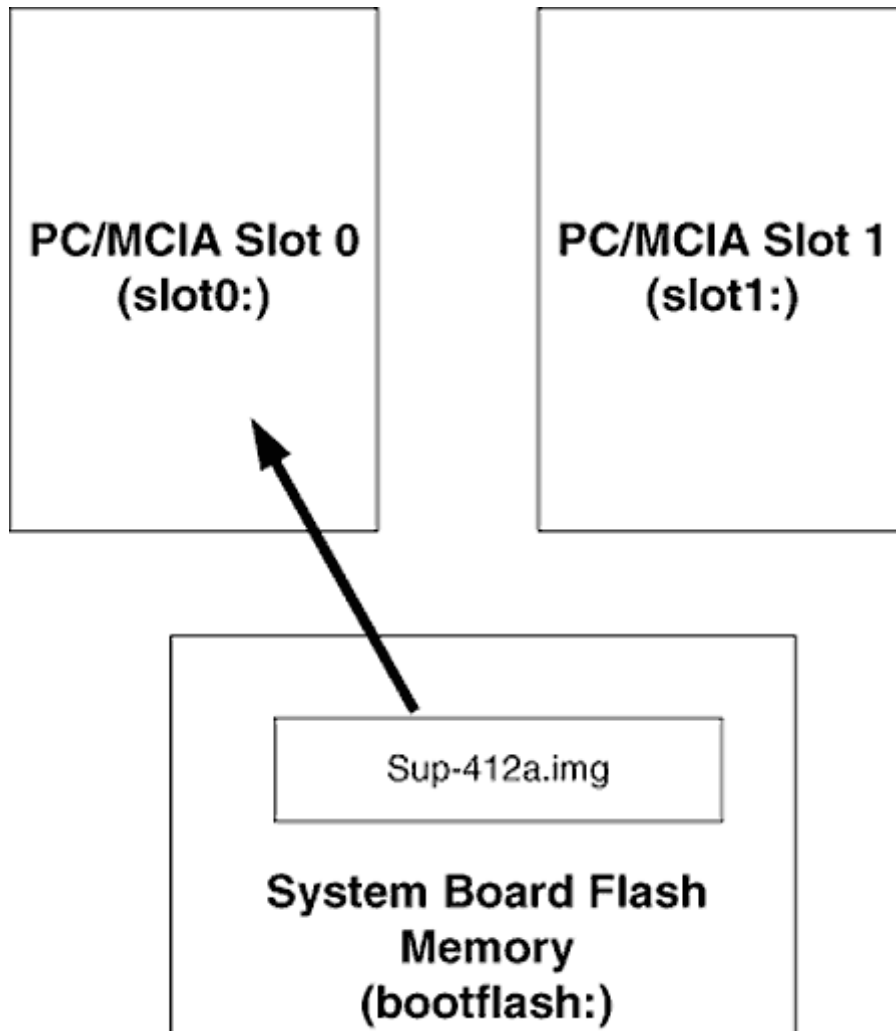 PC/MCIA Slot 0
(slot0:)
PC/MCIA Slot 1
(slot1:)
Sup-412a.img
System Board Flash
Memory
(bootflash:)